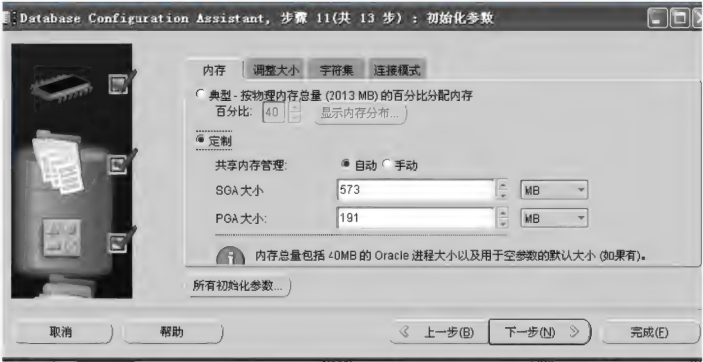 Database Configuration Assistant, 步骤 11(共 13 步) : 初始化参数
内存 调整大小 字符集 连接模式
典型 - 按物理内存总量 (2013 MB) 的百分比分配内存
百分比: 40 显示内存分布...
定制
共享内存管理: 自动 手动
SGA 大小 573 MB
PGA 大小: 191 MB
内存总量包括 40MB 的 Oracle 进程大小以及用于空参数的默认大小 (如果有)。
所有初始化参数...
取消 帮助 上一步(B) 下一步(N) 完成(F)